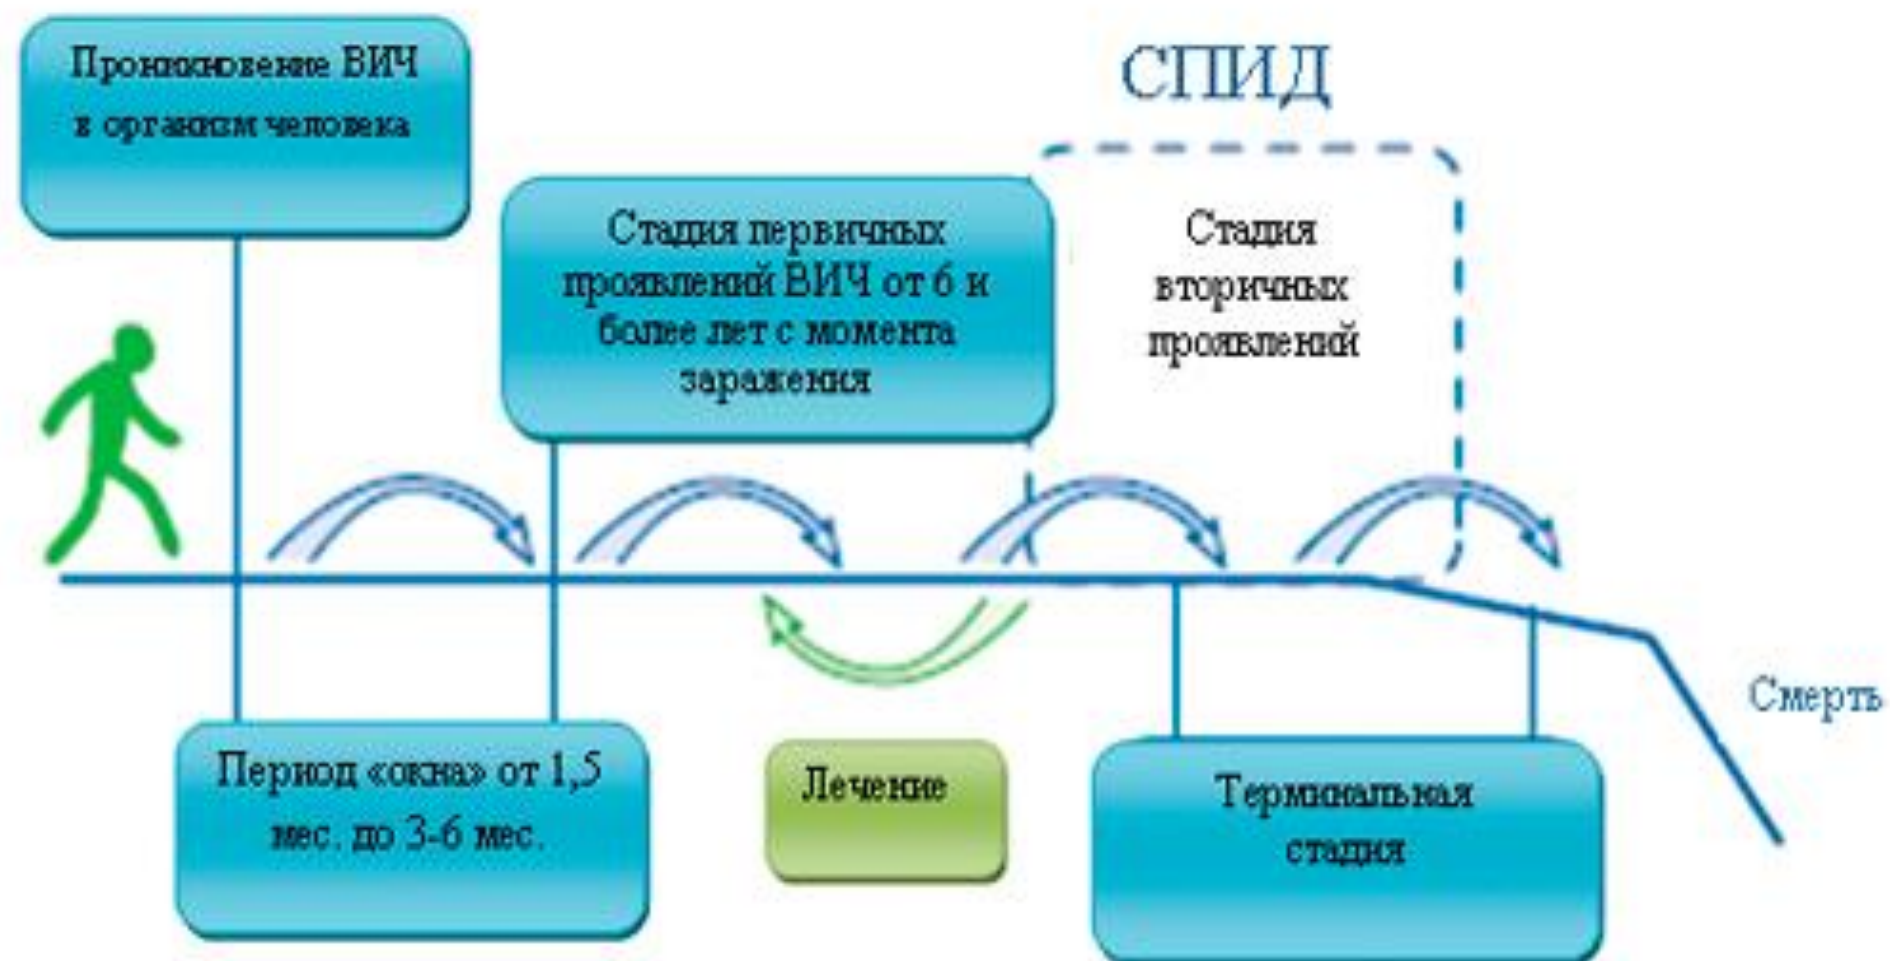 Проникновение ВИЧ
в организм человека
СПИД
Стадия первичных
проявлений ВИЧ от 6 и
более лет с момента
заражения
Стадия
вторичных
проявлений
Смерть
Период «окна» от 1,5
мес. до 3-6 мес.
Лечение
Терминальная
стадия